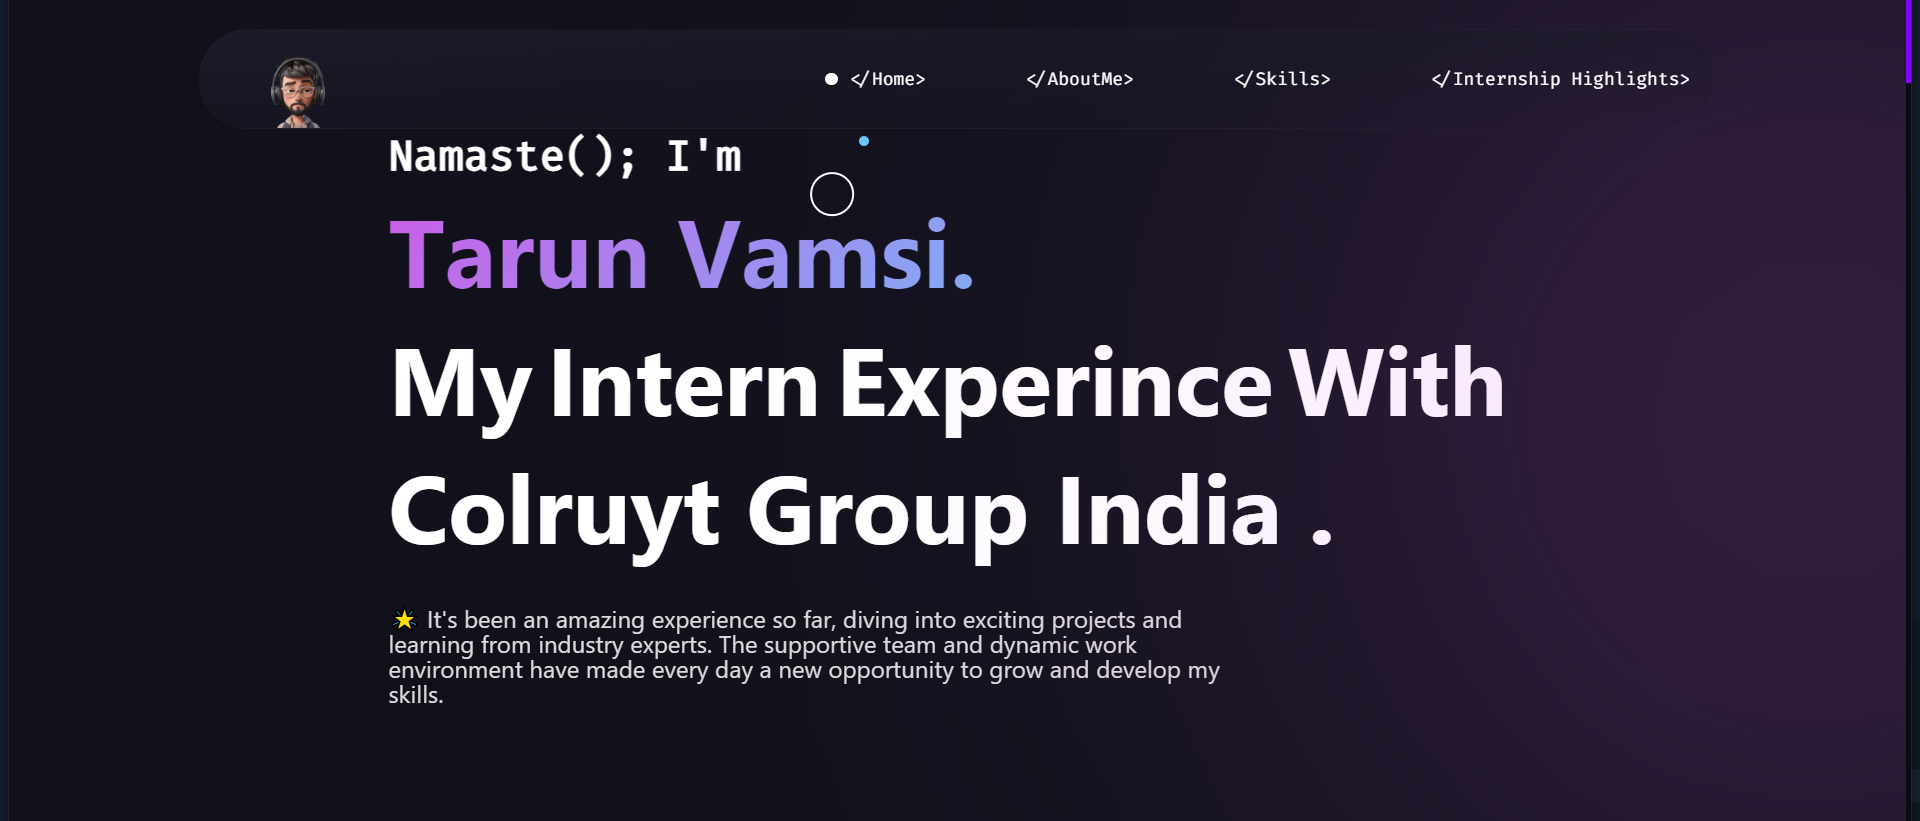 </Home> </AboutMe> </Skills> </Internship Highlights>
Namaste(); I'm
Tarun Vamsi.
My Intern Experince With
Colruyt Group India .
It's been an amazing experience so far, diving into exciting projects and
learning from industry experts. The supportive team and dynamic work
environment have made every day a new opportunity to grow and develop my
skills.